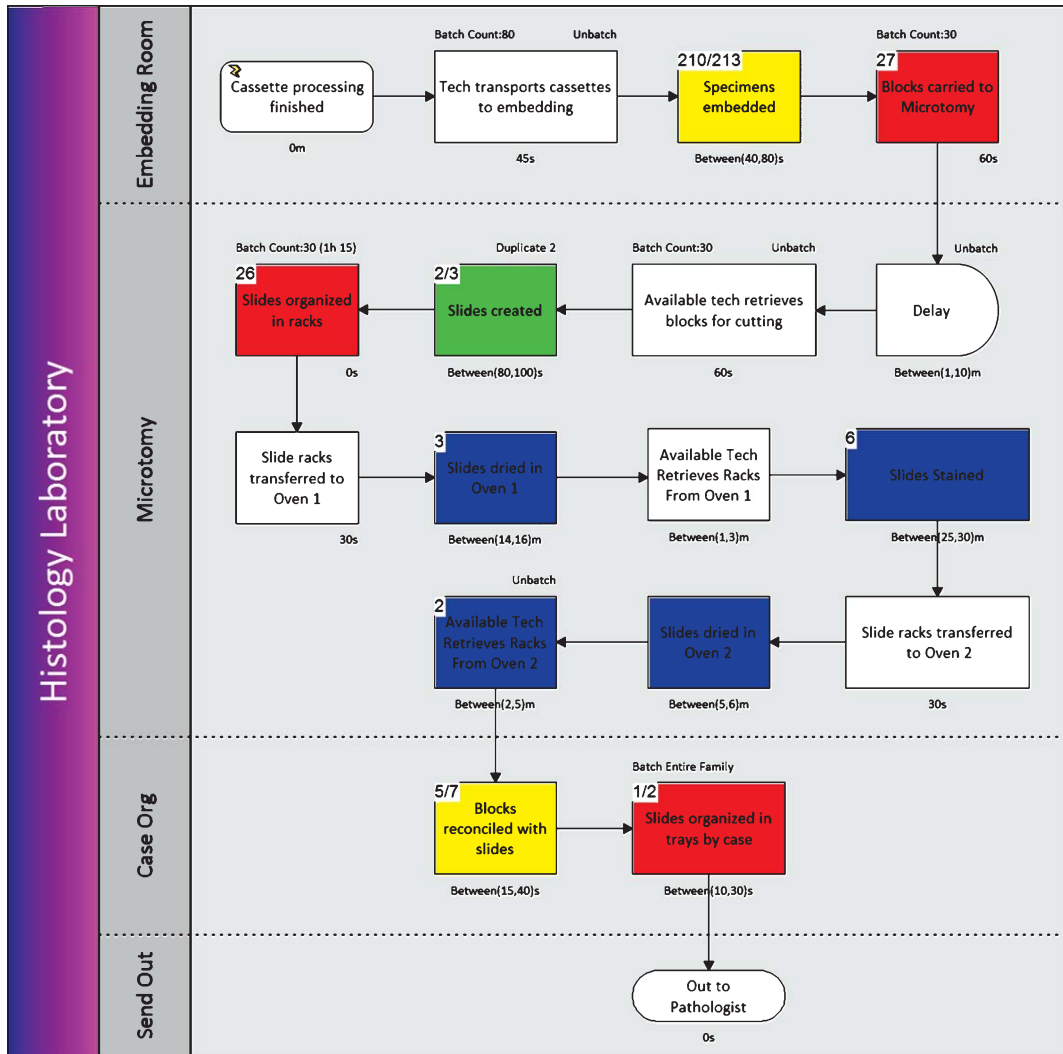 Histology Laboratory
Embedding Room
Batch Count:80 Unbatch
Batch Count:30
Cassette processing
finished
0m
Tech transports cassettes
to embedding
45s
210/213
Specimens
embedded
Between(40,80)s
27
Blocks carried to
Microtomy
60s
Microtomy
Batch Count:30 (1h 15)
Duplicate 2
Batch Count:30 Unbatch
Unbatch
26
Slides organized
in racks
0s
2/3
Slides created
Between(80,100)s
Available tech retrieves
blocks for cutting
60s
Delay
Between(1,10)m
Slide racks
transferred to
Oven 1
30s
3
Slides dried in
Oven 1
Between(14,16)m
Available Tech
Retrieves Racks
From Oven 1
Between(1,3)m
6
Slides Stained
Between(25,30)m
Unbatch
2
Available Tech
Retrieves Racks
From Oven 2
Between(2,5)m
Slides dried in
Oven 2
Between(5,6)m
Slide racks transferred
to Oven 2
30s
Case Org
Batch Entire Family
5/7
Blocks
reconciled with
slides
Between(15,40)s
1/2
Slides organized in
trays by case
Between(10,30)s
Send Out
Out to
Pathologist
0s